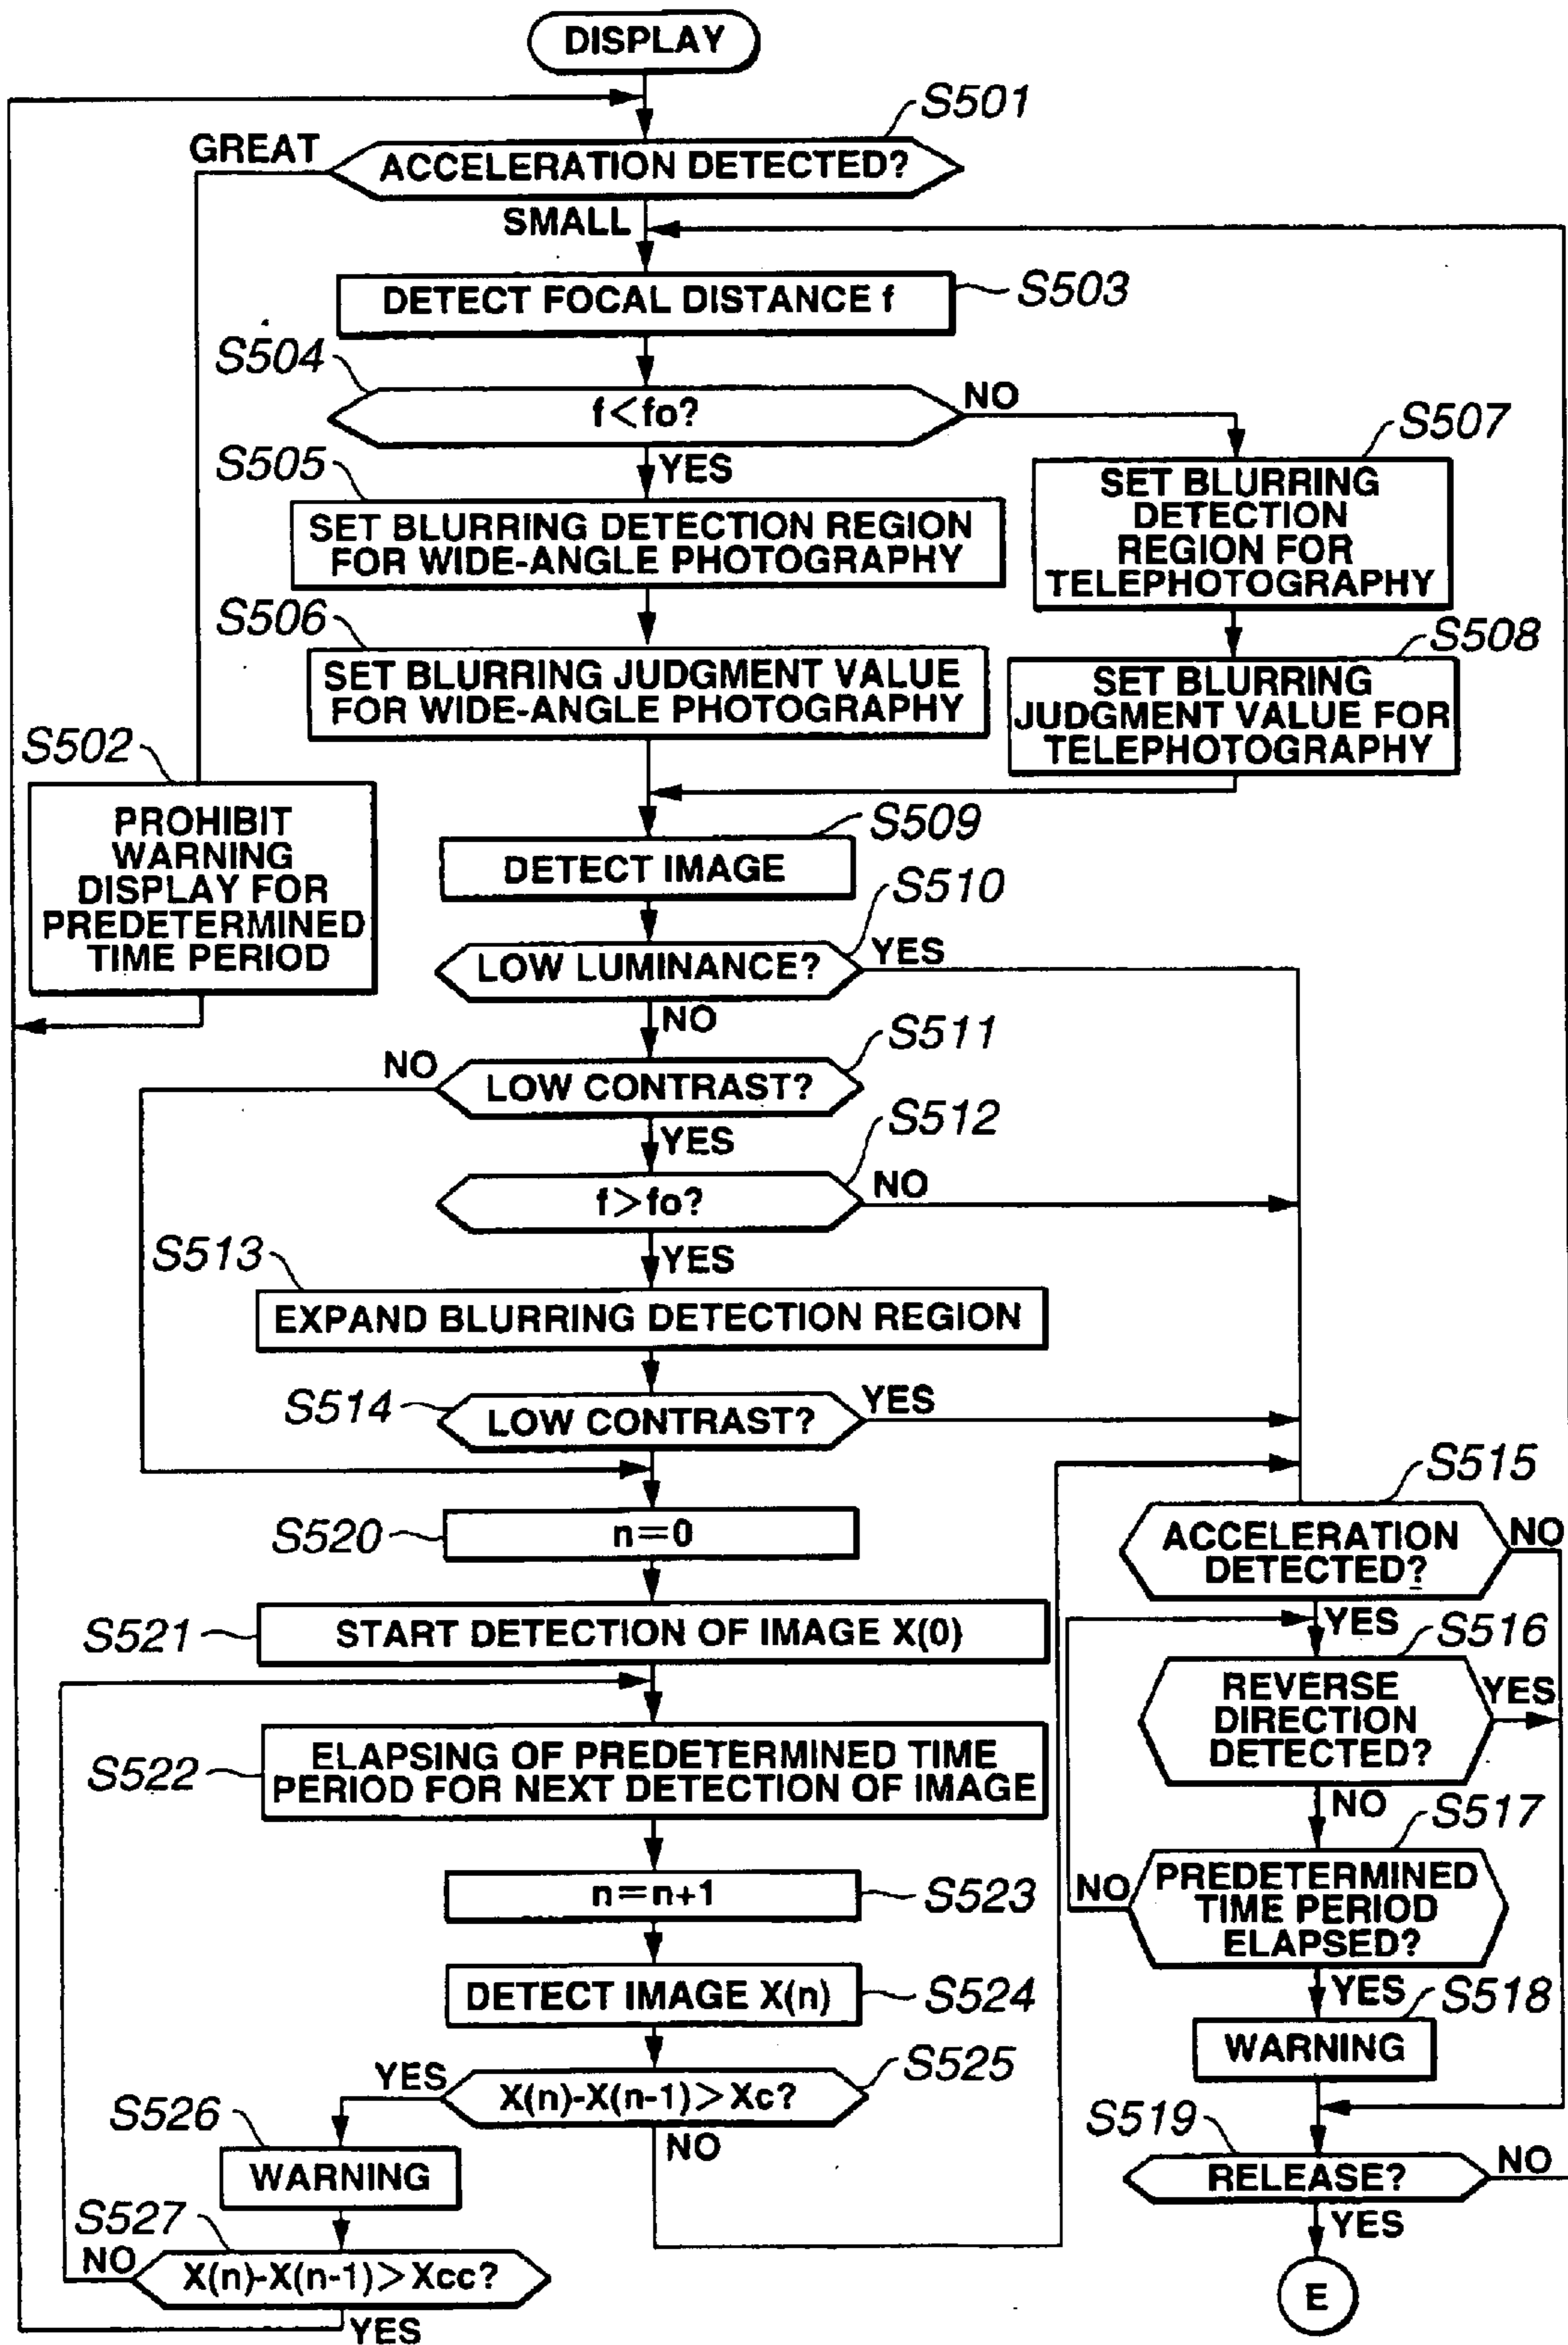 DISPLAY
S501
GREAT
ACCELERATION DETECTED?
SMALL
DETECT FOCAL DISTANCE f
S503
S504
f<fo?
NO
S507
S505
YES
SET BLURRING DETECTION REGION
FOR WIDE-ANGLE PHOTOGRAPHY
SET BLURRING
DETECTION
REGION FOR
TELEPHOTOGRAPHY
S506
S508
SET BLURRING JUDGMENT VALUE
FOR WIDE-ANGLE PHOTOGRAPHY
SET BLURRING
JUDGMENT VALUE FOR
TELEPHOTOGRAPHY
S502
PROHIBIT
WARNING
DISPLAY FOR
PREDETERMINED
TIME PERIOD
S509
DETECT IMAGE
S510
LOW LUMINANCE?
YES
NO
S511
NO
LOW CONTRAST?
S512
YES
f>fo?
NO
S513
YES
EXPAND BLURRING DETECTION REGION
S514
LOW CONTRAST?
YES
S515
S520
n=0
ACCELERATION
DETECTED?
NO
S521
START DETECTION OF IMAGE X(0)
YES
S516
REVERSE
DIRECTION
DETECTED?
YES
S522
ELAPSING OF PREDETERMINED TIME
PERIOD FOR NEXT DETECTION OF IMAGE
NO
S517
n=n+1
S523
NO
PREDETERMINED
TIME PERIOD
ELAPSED?
DETECT IMAGE X(n)
S524
YES
S518
WARNING
S525
YES
X(n)-X(n-1)>Xc?
S526
NO
S519
WARNING
RELEASE?
NO
S527
YES
NO
X(n)-X(n-1)>Xcc?
E
YES